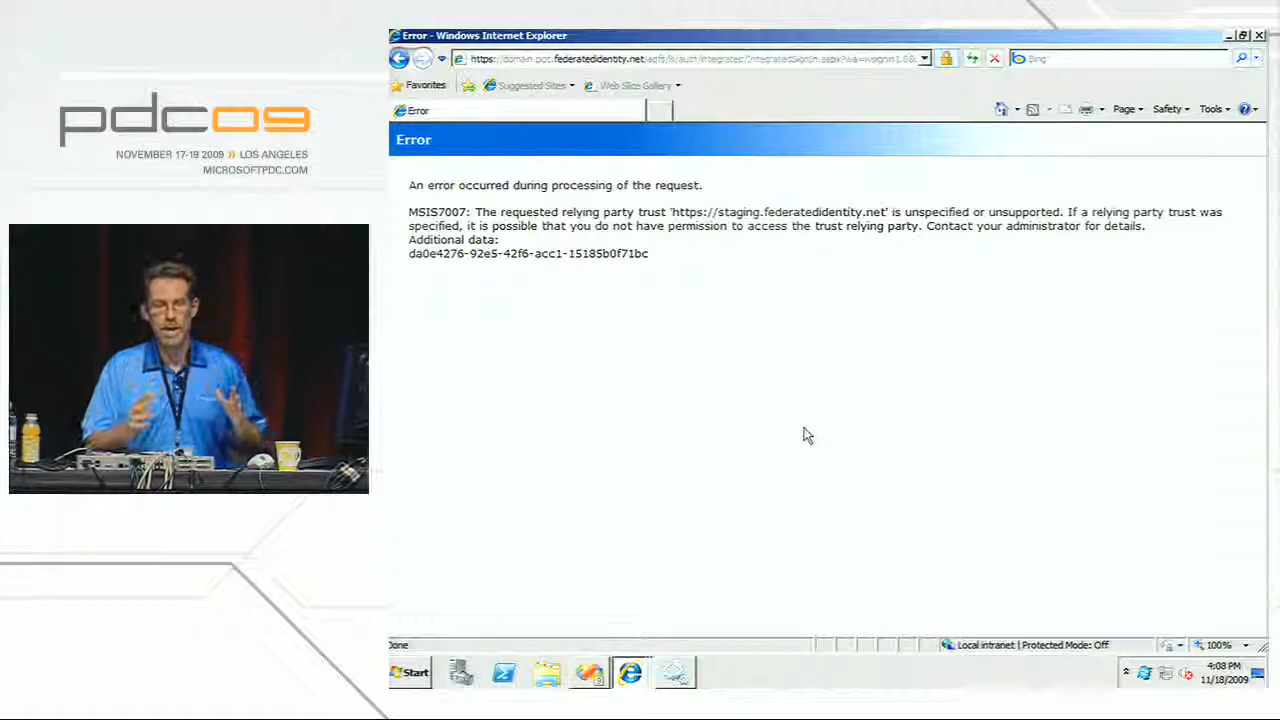 pdc09
NOVEMBER 17-19 2009 » LOS ANGELES
MICROSOFTPDC.COM
Error - Windows Internet Explorer
Bing
Favorites
Suggested Sites
Web Slice Gallery
Error
Page
Safety
Tools
Error
An error occurred during processing of the request.
MSIS7007: The requested relying party trust 'https://staging.federatedidentity.net' is unspecified or unsupported. If a relying party trust was
specified, it is possible that you do not have permission to access the trust relying party. Contact your administrator for details.
Additional data:
da0e4276-92e5-42f6-acc1-15185b0f71bc
Done
Local intranet | Protected Mode: Off
100%
Start
4:08 PM
11/18/2009